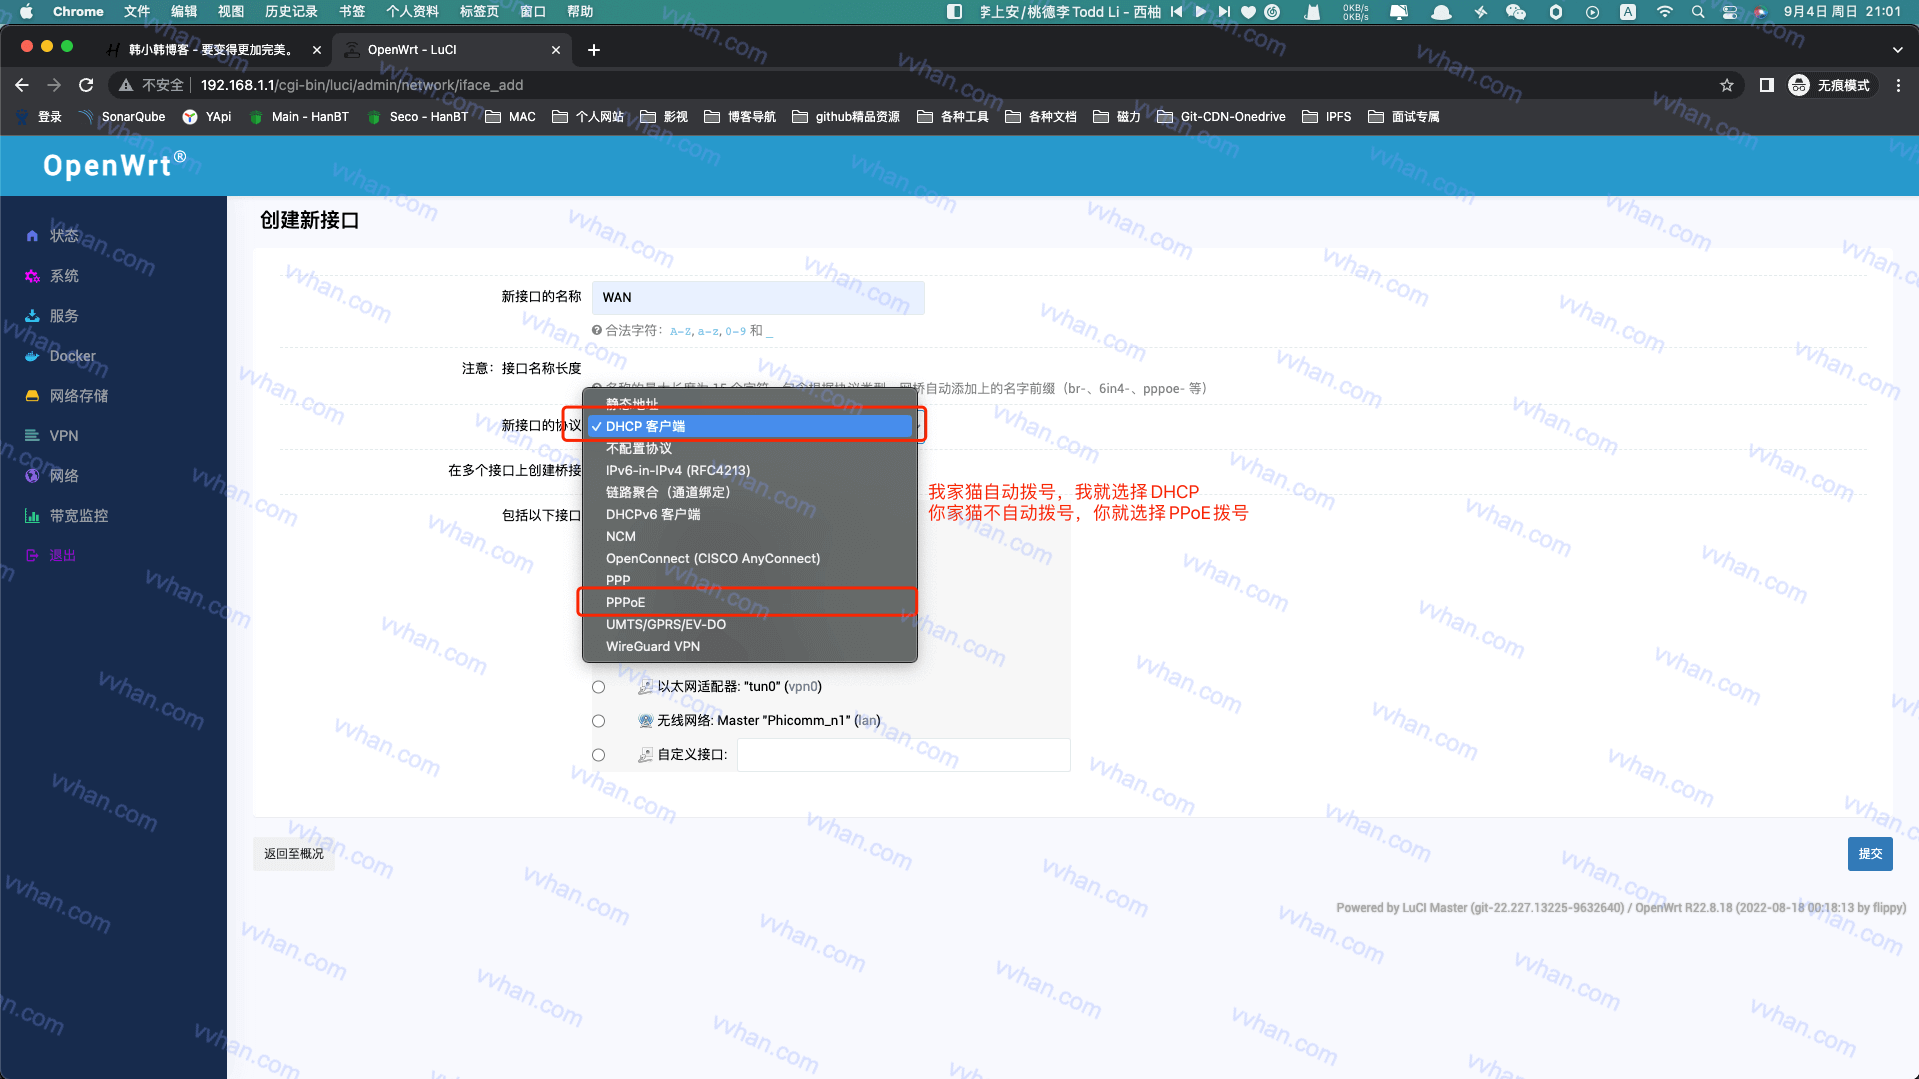 Chrome 文件 编辑 视图 历史记录 书签 个人资料 标签页 窗口 帮助
李上安/桃德李Todd Li - 西柚
0KB/s
0KB/s
A
9月4日 周日 21:01
韩小韩博客 - 要变得更加完美。
OpenWrt - LuCI
不安全
192.168.1.1/cgi-bin/luci/admin/network/iface_add
无痕模式
登录 SonarQube YApi Main - HanBT Seco - HanBT MAC 个人网站 影视 博客导航 github精品资源 各种工具 各种文档 磁力 Git-CDN-Onedrive IPFS 面试专属
OpenWrt®
状态
系统
服务
Docker
网络存储
VPN
网络
带宽监控
退出
创建新接口
新接口的名称 WAN
合法字符：A-Z, a-z, 0-9 和 _
注意：接口名称长度
名称的最大长度为 15 个字符，包含根据协议类型，网桥自动添加上的名字前缀（br-、6in4-、pppoe- 等）
新接口的协议
静态地址
✓ DHCP 客户端
不配置协议
在多个接口上创建桥接
IPv6-in-IPv4 (RFC4213)
链路聚合（通道绑定）
我家猫自动拨号，我就选择DHCP
包括以下接口
DHCPv6 客户端
你家猫不自动拨号，你就选择PPoE拨号
NCM
OpenConnect (CISCO AnyConnect)
PPP
PPPoE
UMTS/GPRS/EV-DO
WireGuard VPN
以太网适配器: "tun0" (vpn0)
无线网络: Master "Phicomm_n1" (lan)
自定义接口:
返回至概况
提交
Powered by LuCI Master (git-22.227.13225-9632640) / OpenWrt R22.8.18 (2022-08-18 00:18:13 by flippy)
vvhan.com